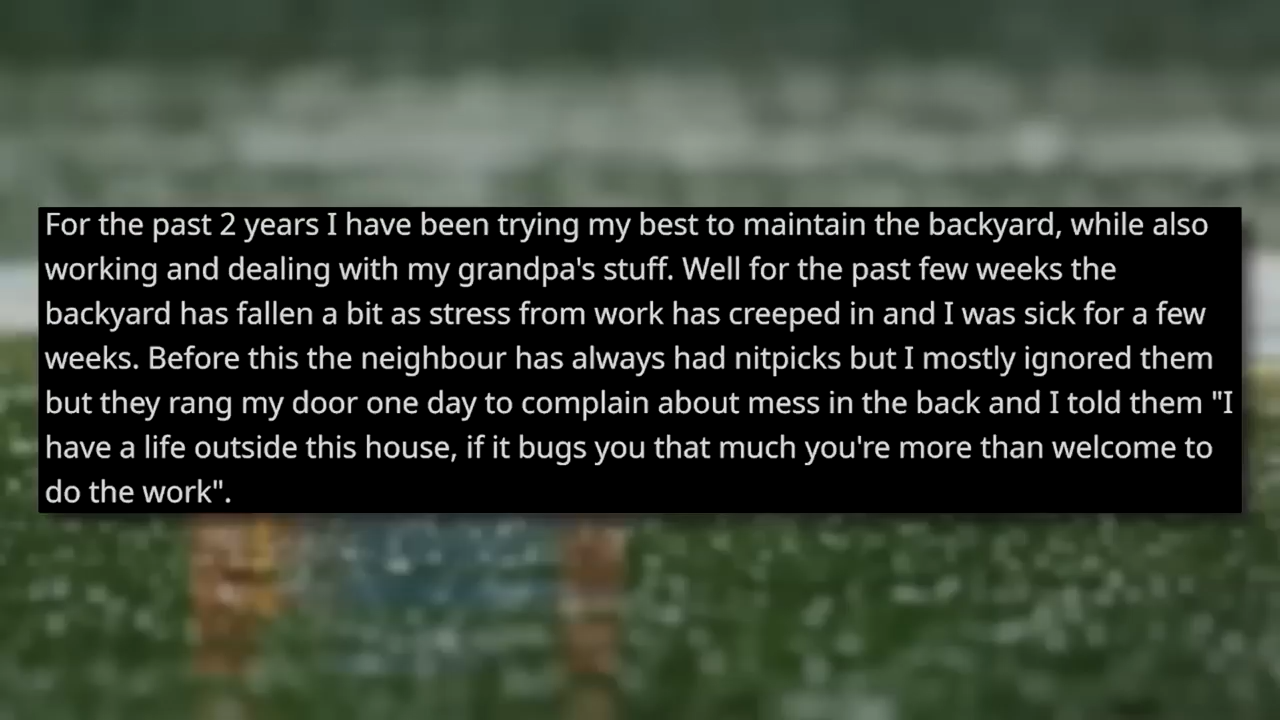 For the past 2 years I have been trying my best to maintain the backyard, while also
working and dealing with my grandpa's stuff. Well for the past few weeks the
backyard has fallen a bit as stress from work has creeped in and I was sick for a few
weeks. Before this the neighbour has always had nitpicks but I mostly ignored them
but they rang my door one day to complain about mess in the back and I told them "I
have a life outside this house, if it bugs you that much you're more than welcome to
do the work".